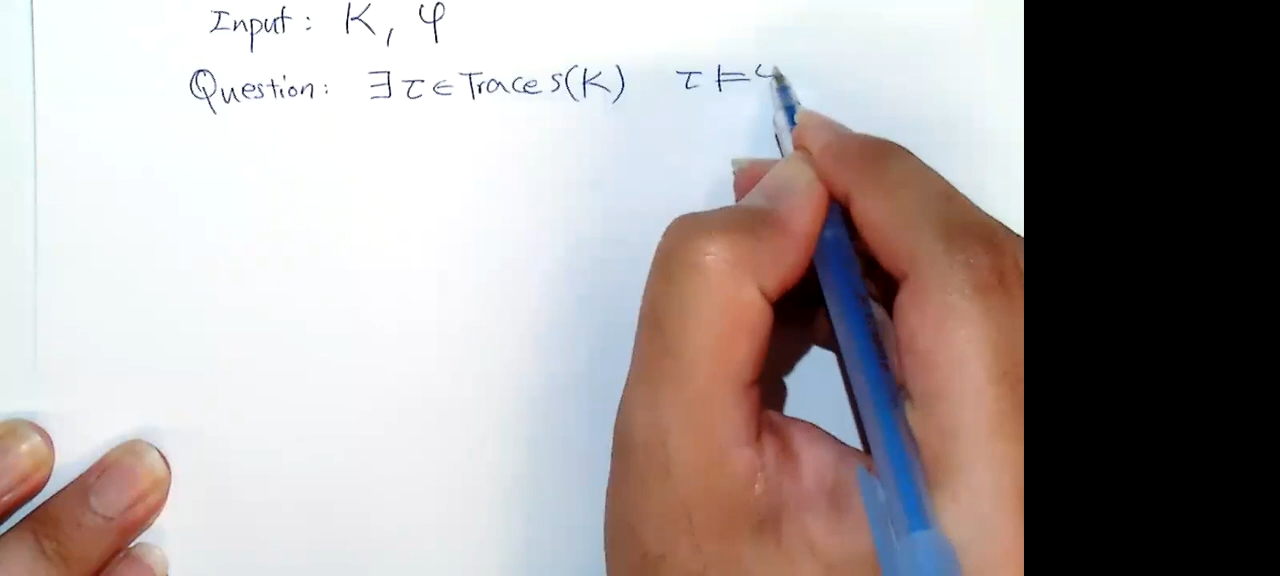 Input: K, φ
Question: ∃ τ ∈ Traces(K) τ ⊨